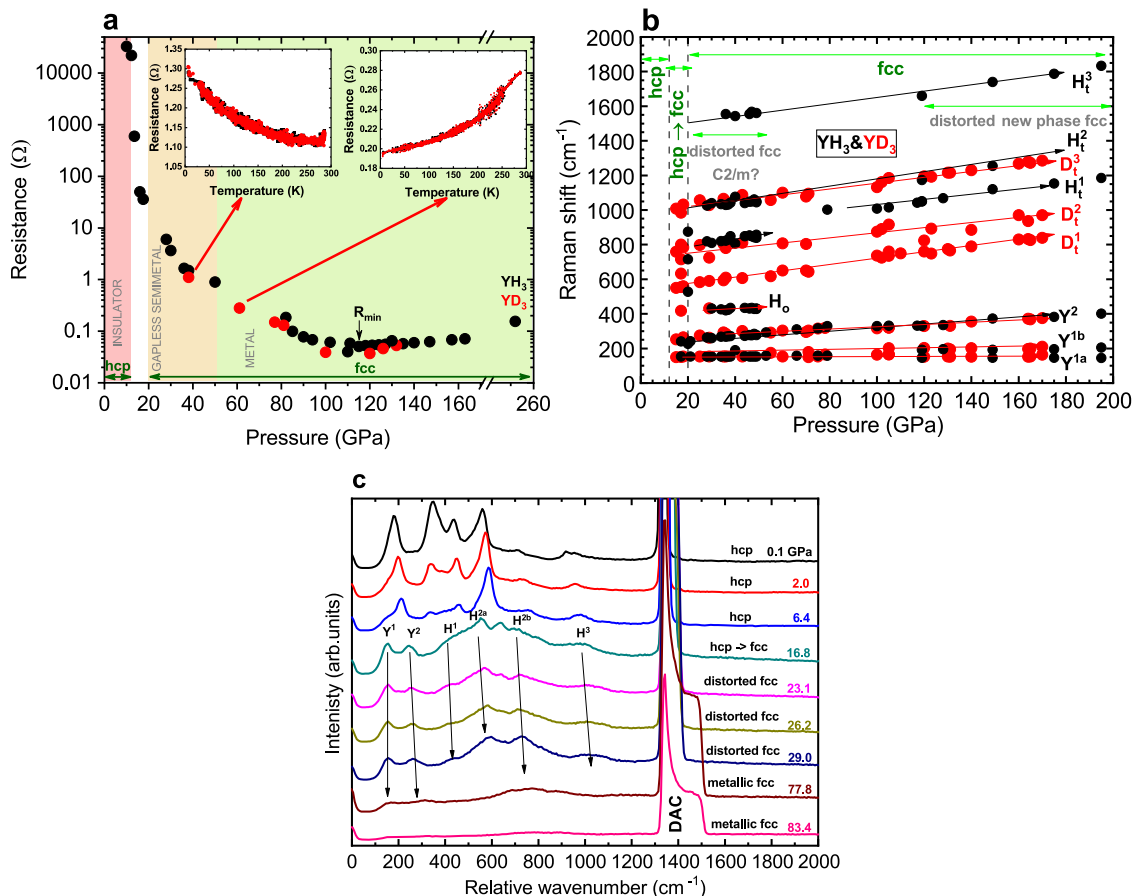 a
Resistance (Ω)
10000
1000
100
10
1
0.1
0.01
0 20 40 60 80 100 120 140 160 260
Pressure (GPa)
INSULATOR
GAPLESS SEMIMETAL
METAL
hcp
fcc
YH3
YD3
Rmin
Resistance (Ω)
1.35
1.30
1.25
1.20
1.15
1.10
1.05
0 50 100 150 200 250 300
Temperature (K)
Resistance (Ω)
0.30
0.28
0.26
0.24
0.22
0.20
0.18
0 50 100 150 200 250 300
Temperature (K)
b
Raman shift (cm-1)
2000
1800
1600
1400
1200
1000
800
600
400
200
0
0 20 40 60 80 100 120 140 160 180 200
Pressure (GPa)
hcp
hcp → fcc
fcc
distorted fcc
C2/m?
YH3&YD3
distorted new phase fcc
Ht3
Ht2
Dt3
Ht1
Dt2
Dt1
Ho
Y2
Y1b
Y1a
c
Intenisty (arb.units)
hcp 0.1 GPa
hcp 2.0
hcp 6.4
hcp -> fcc 16.8
distorted fcc 23.1
distorted fcc 26.2
distorted fcc 29.0
metallic fcc 77.8
metallic fcc 83.4
Y1 Y2 H1 H2a H2b H3
DAC
0 200 400 600 800 1000 1200 1400 1600 1800 2000
Relative wavenumber (cm-1)